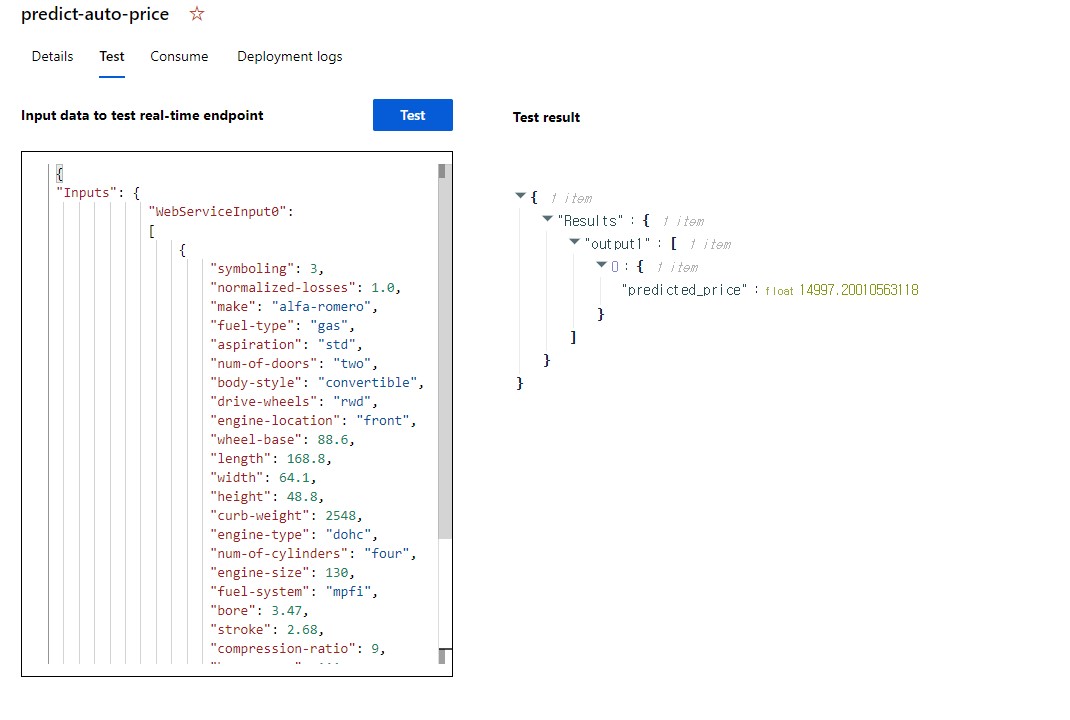 predict-auto-price ☆
Details Test Consume Deployment logs
Input data to test real-time endpoint
Test
{
"Inputs": {
"WebServiceInput0":
[
{
"symboling": 3,
"normalized-losses": 1.0,
"make": "alfa-romero",
"fuel-type": "gas",
"aspiration": "std",
"num-of-doors": "two",
"body-style": "convertible",
"drive-wheels": "rwd",
"engine-location": "front",
"wheel-base": 88.6,
"length": 168.8,
"width": 64.1,
"height": 48.8,
"curb-weight": 2548,
"engine-type": "dohc",
"num-of-cylinders": "four",
"engine-size": 130,
"fuel-system": "mpfi",
"bore": 3.47,
"stroke": 2.68,
"compression-ratio": 9,
Test result
{ 1 item
"Results" : { 1 item
"output1" : [ 1 item
0 : { 1 item
"predicted_price" : float 14997.20010563118
}
]
}
}